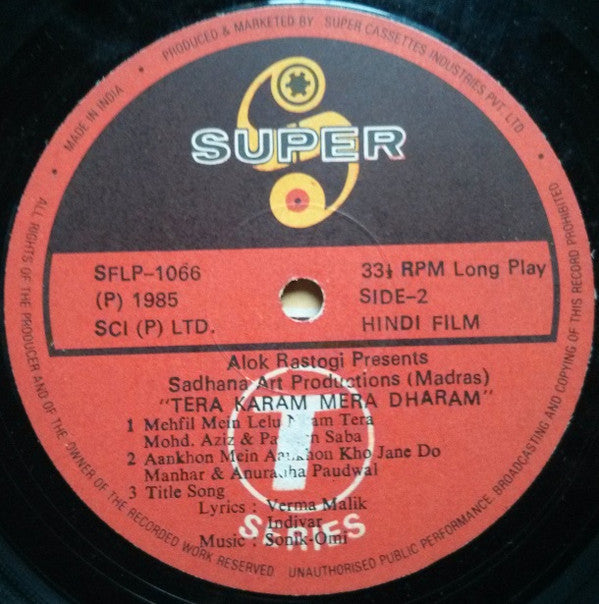 MADE IN INDIA • PRODUCED & MARKETED BY SUPER CASSETTES INDUSTRIES PVT. LTD. •
SUPER
SFLP-1066
33⅓ RPM Long Play
(P) 1985
SIDE-2
SCI (P) LTD.
HINDI FILM
Alok Rastogi Presents
Sadhana Art Productions (Madras)
"TERA KARAM MERA DHARAM"
1 Mehfil Mein Lelu Tera
Mohd. Aziz & Saba
2 Aankhon Mein Aankhon Kho Jane Do
Manhar & Anuradha Paudwal
3 Title Song
Lyrics : Verma Malik
Indivar
Music : Sonik-Omi
T
SERIES
ALL RIGHTS OF THE PRODUCER AND OF THE OWNER OF THE RECORDED WORK RESERVED UNAUTHORISED PUBLIC PERFORMANCE, BROADCASTING AND COPYING OF THIS RECORD PROHIBITED